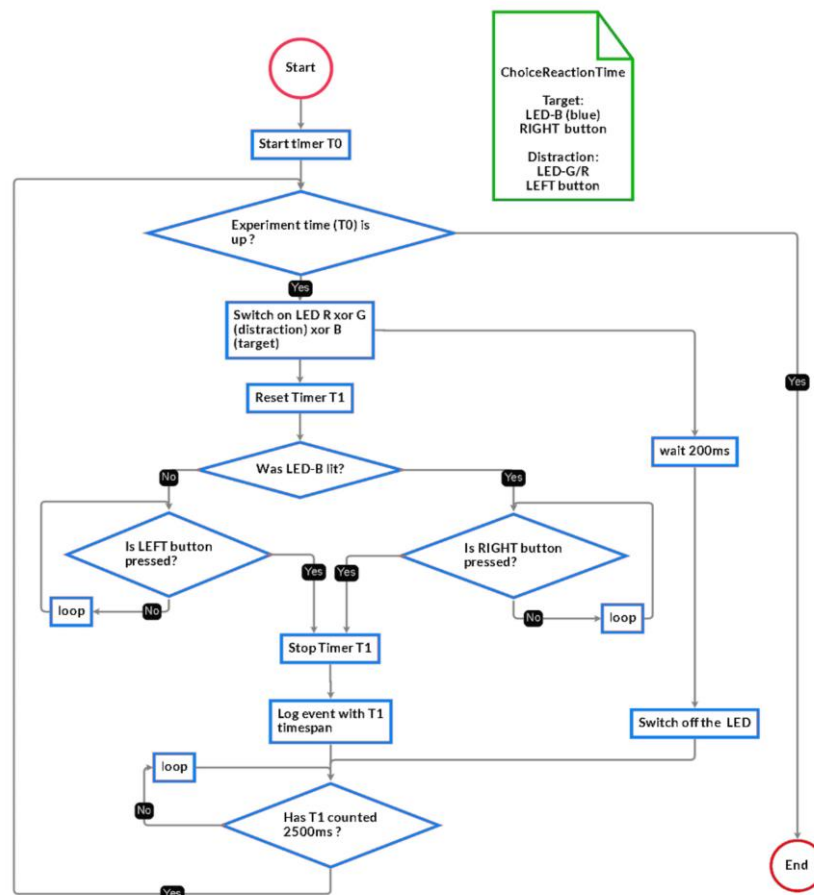 Start
ChoiceReactionTime
Target:
LED-B (blue)
RIGHT button
Distraction:
LED-G/R
LEFT button
Start timer T0
Experiment time (T0) is
up ?
Yes
Switch on LED R xor G
(distraction) xor B
(target)
Yes
Reset Timer T1
wait 200ms
Was LED-B lit?
No
Yes
Is LEFT button
pressed?
Yes
Is RIGHT button
pressed?
Yes
No
loop
No
loop
Stop Timer T1
Log event with T1
timespan
Switch off the LED
loop
No
Has T1 counted
2500ms ?
Yes
End